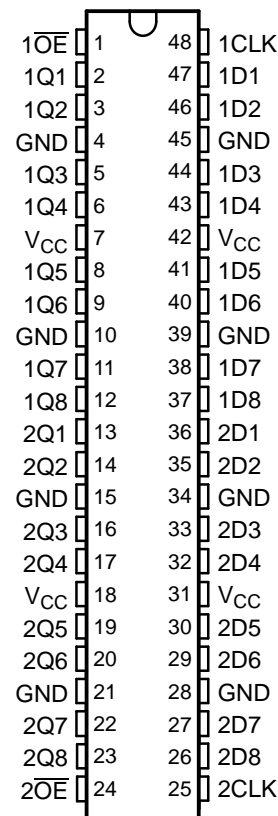 1O̅E̅ 1 48 1CLK
1Q1 2 47 1D1
1Q2 3 46 1D2
GND 4 45 GND
1Q3 5 44 1D3
1Q4 6 43 1D4
VCC 7 42 VCC
1Q5 8 41 1D5
1Q6 9 40 1D6
GND 10 39 GND
1Q7 11 38 1D7
1Q8 12 37 1D8
2Q1 13 36 2D1
2Q2 14 35 2D2
GND 15 34 GND
2Q3 16 33 2D3
2Q4 17 32 2D4
VCC 18 31 VCC
2Q5 19 30 2D5
2Q6 20 29 2D6
GND 21 28 GND
2Q7 22 27 2D7
2Q8 23 26 2D8
2O̅E̅ 24 25 2CLK